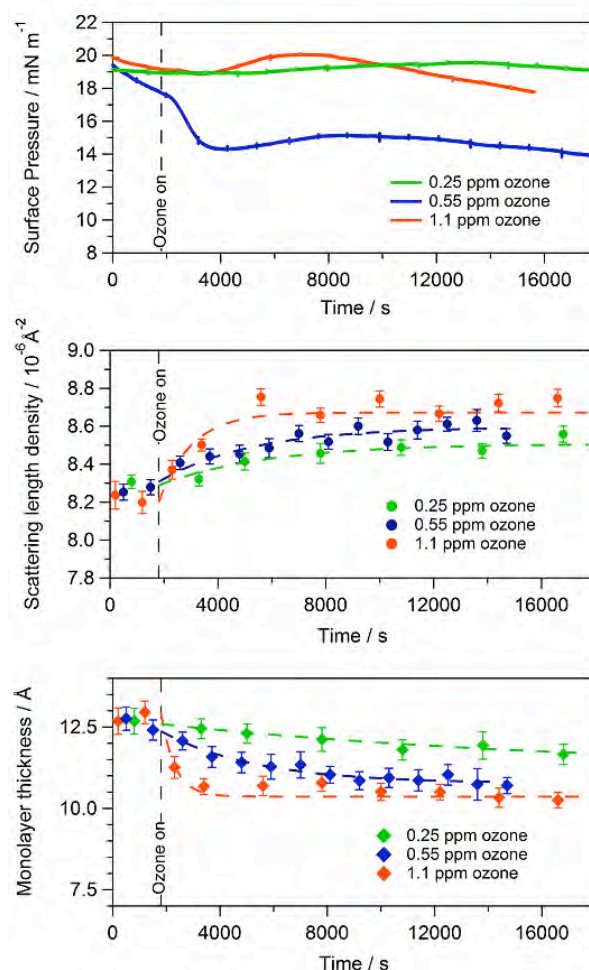 22
20
18
16
14
12
10
8
Surface Pressure / mN m⁻¹
Ozone on
0.25 ppm ozone
0.55 ppm ozone
1.1 ppm ozone
0 4000 8000 12000 16000
Time / s
9.0
8.8
8.6
8.4
8.2
8.0
7.8
Scattering length density / 10⁻⁶ Å⁻²
Ozone on
0.25 ppm ozone
0.55 ppm ozone
1.1 ppm ozone
0 4000 8000 12000 16000
Time / s
12.5
10.0
7.5
Monolayer thickness / Å
Ozone on
0.25 ppm ozone
0.55 ppm ozone
1.1 ppm ozone
0 4000 8000 12000 16000
Time / s